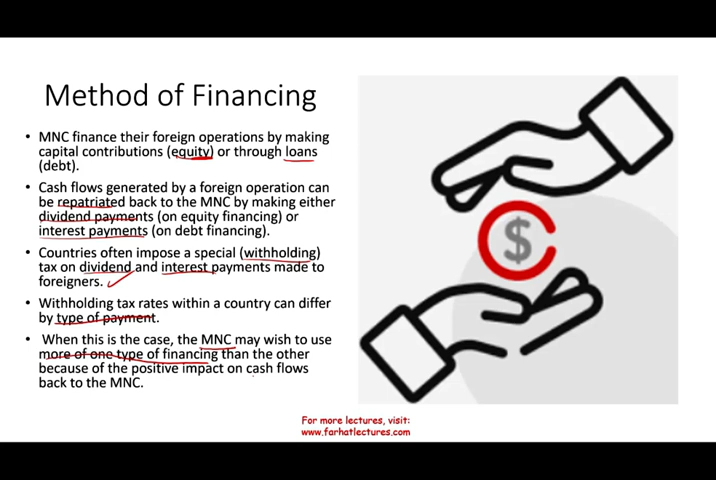 Method of Financing
• MNC finance their foreign operations by making
capital contributions (equity) or through loans
(debt).
• Cash flows generated by a foreign operation can
be repatriated back to the MNC by making either
dividend payments (on equity financing) or
interest payments (on debt financing).
• Countries often impose a special (withholding)
tax on dividend and interest payments made to
foreigners.
• Withholding tax rates within a country can differ
by type of payment.
• When this is the case, the MNC may wish to use
more of one type of financing than the other
because of the positive impact on cash flows
back to the MNC.
$
For more lectures, visit:
www.farhatlectures.com